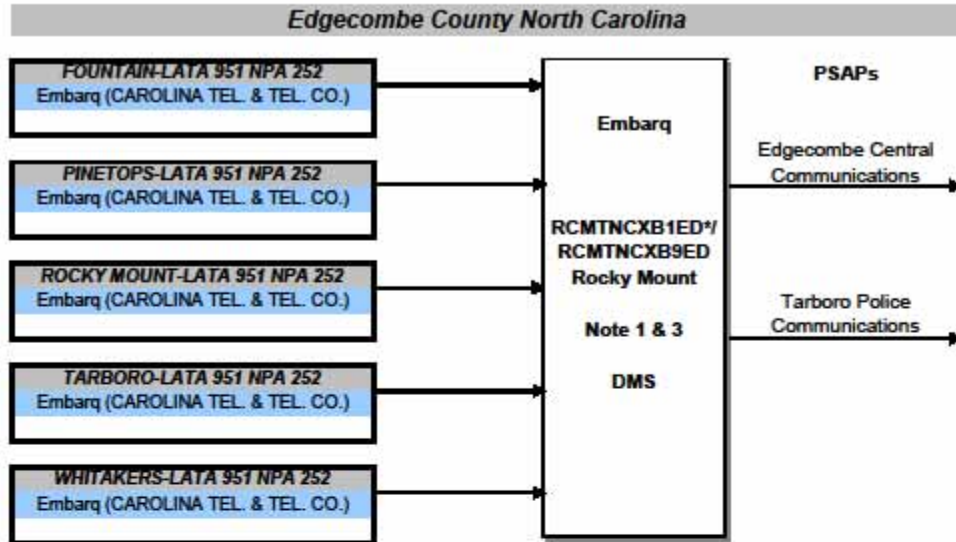 Edgecombe County North Carolina
FOUNTAIN-LATA 951 NPA 252
Embarq (CAROLINA TEL. & TEL. CO.)
PINETOPS-LATA 951 NPA 252
Embarq (CAROLINA TEL. & TEL. CO.)
ROCKY MOUNT-LATA 951 NPA 252
Embarq (CAROLINA TEL. & TEL. CO.)
TARBORO-LATA 951 NPA 252
Embarq (CAROLINA TEL. & TEL. CO.)
WHITAKERS-LATA 951 NPA 252
Embarq (CAROLINA TEL. & TEL. CO.)
Embarq
RCMTNCXB1ED*/
RCMTNCXB9ED
Rocky Mount
Note 1 & 3
DMS
PSAPs
Edgecombe Central
Communications
Tarboro Police
Communications